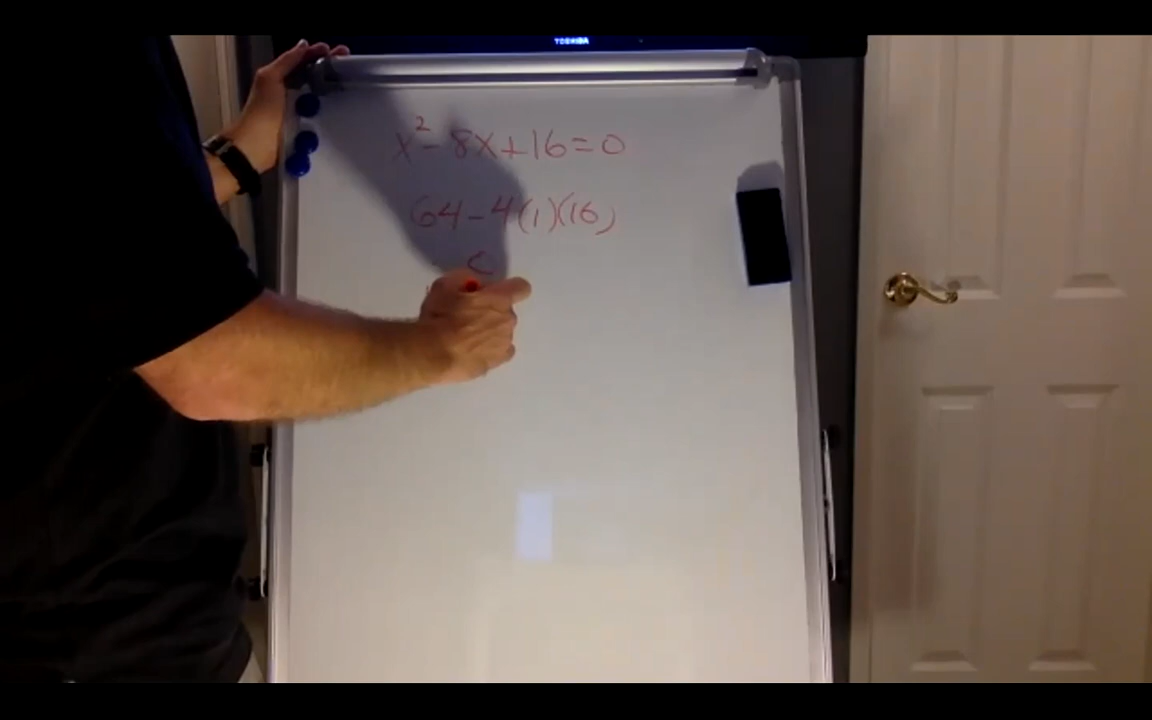 TOSHIBA
x² - 8x + 16 = 0
64 - 4(1)(16)